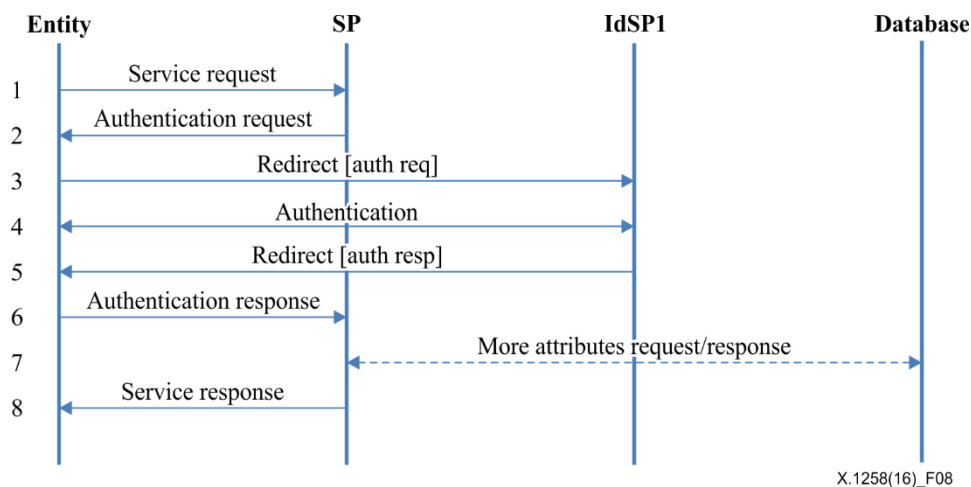 Entity SP IdSP1 Database
1 Service request
2 Authentication request
3 Redirect [auth req]
4 Authentication
5 Redirect [auth resp]
6 Authentication response
7 More attributes request/response
8 Service response
X.1258(16)_F08